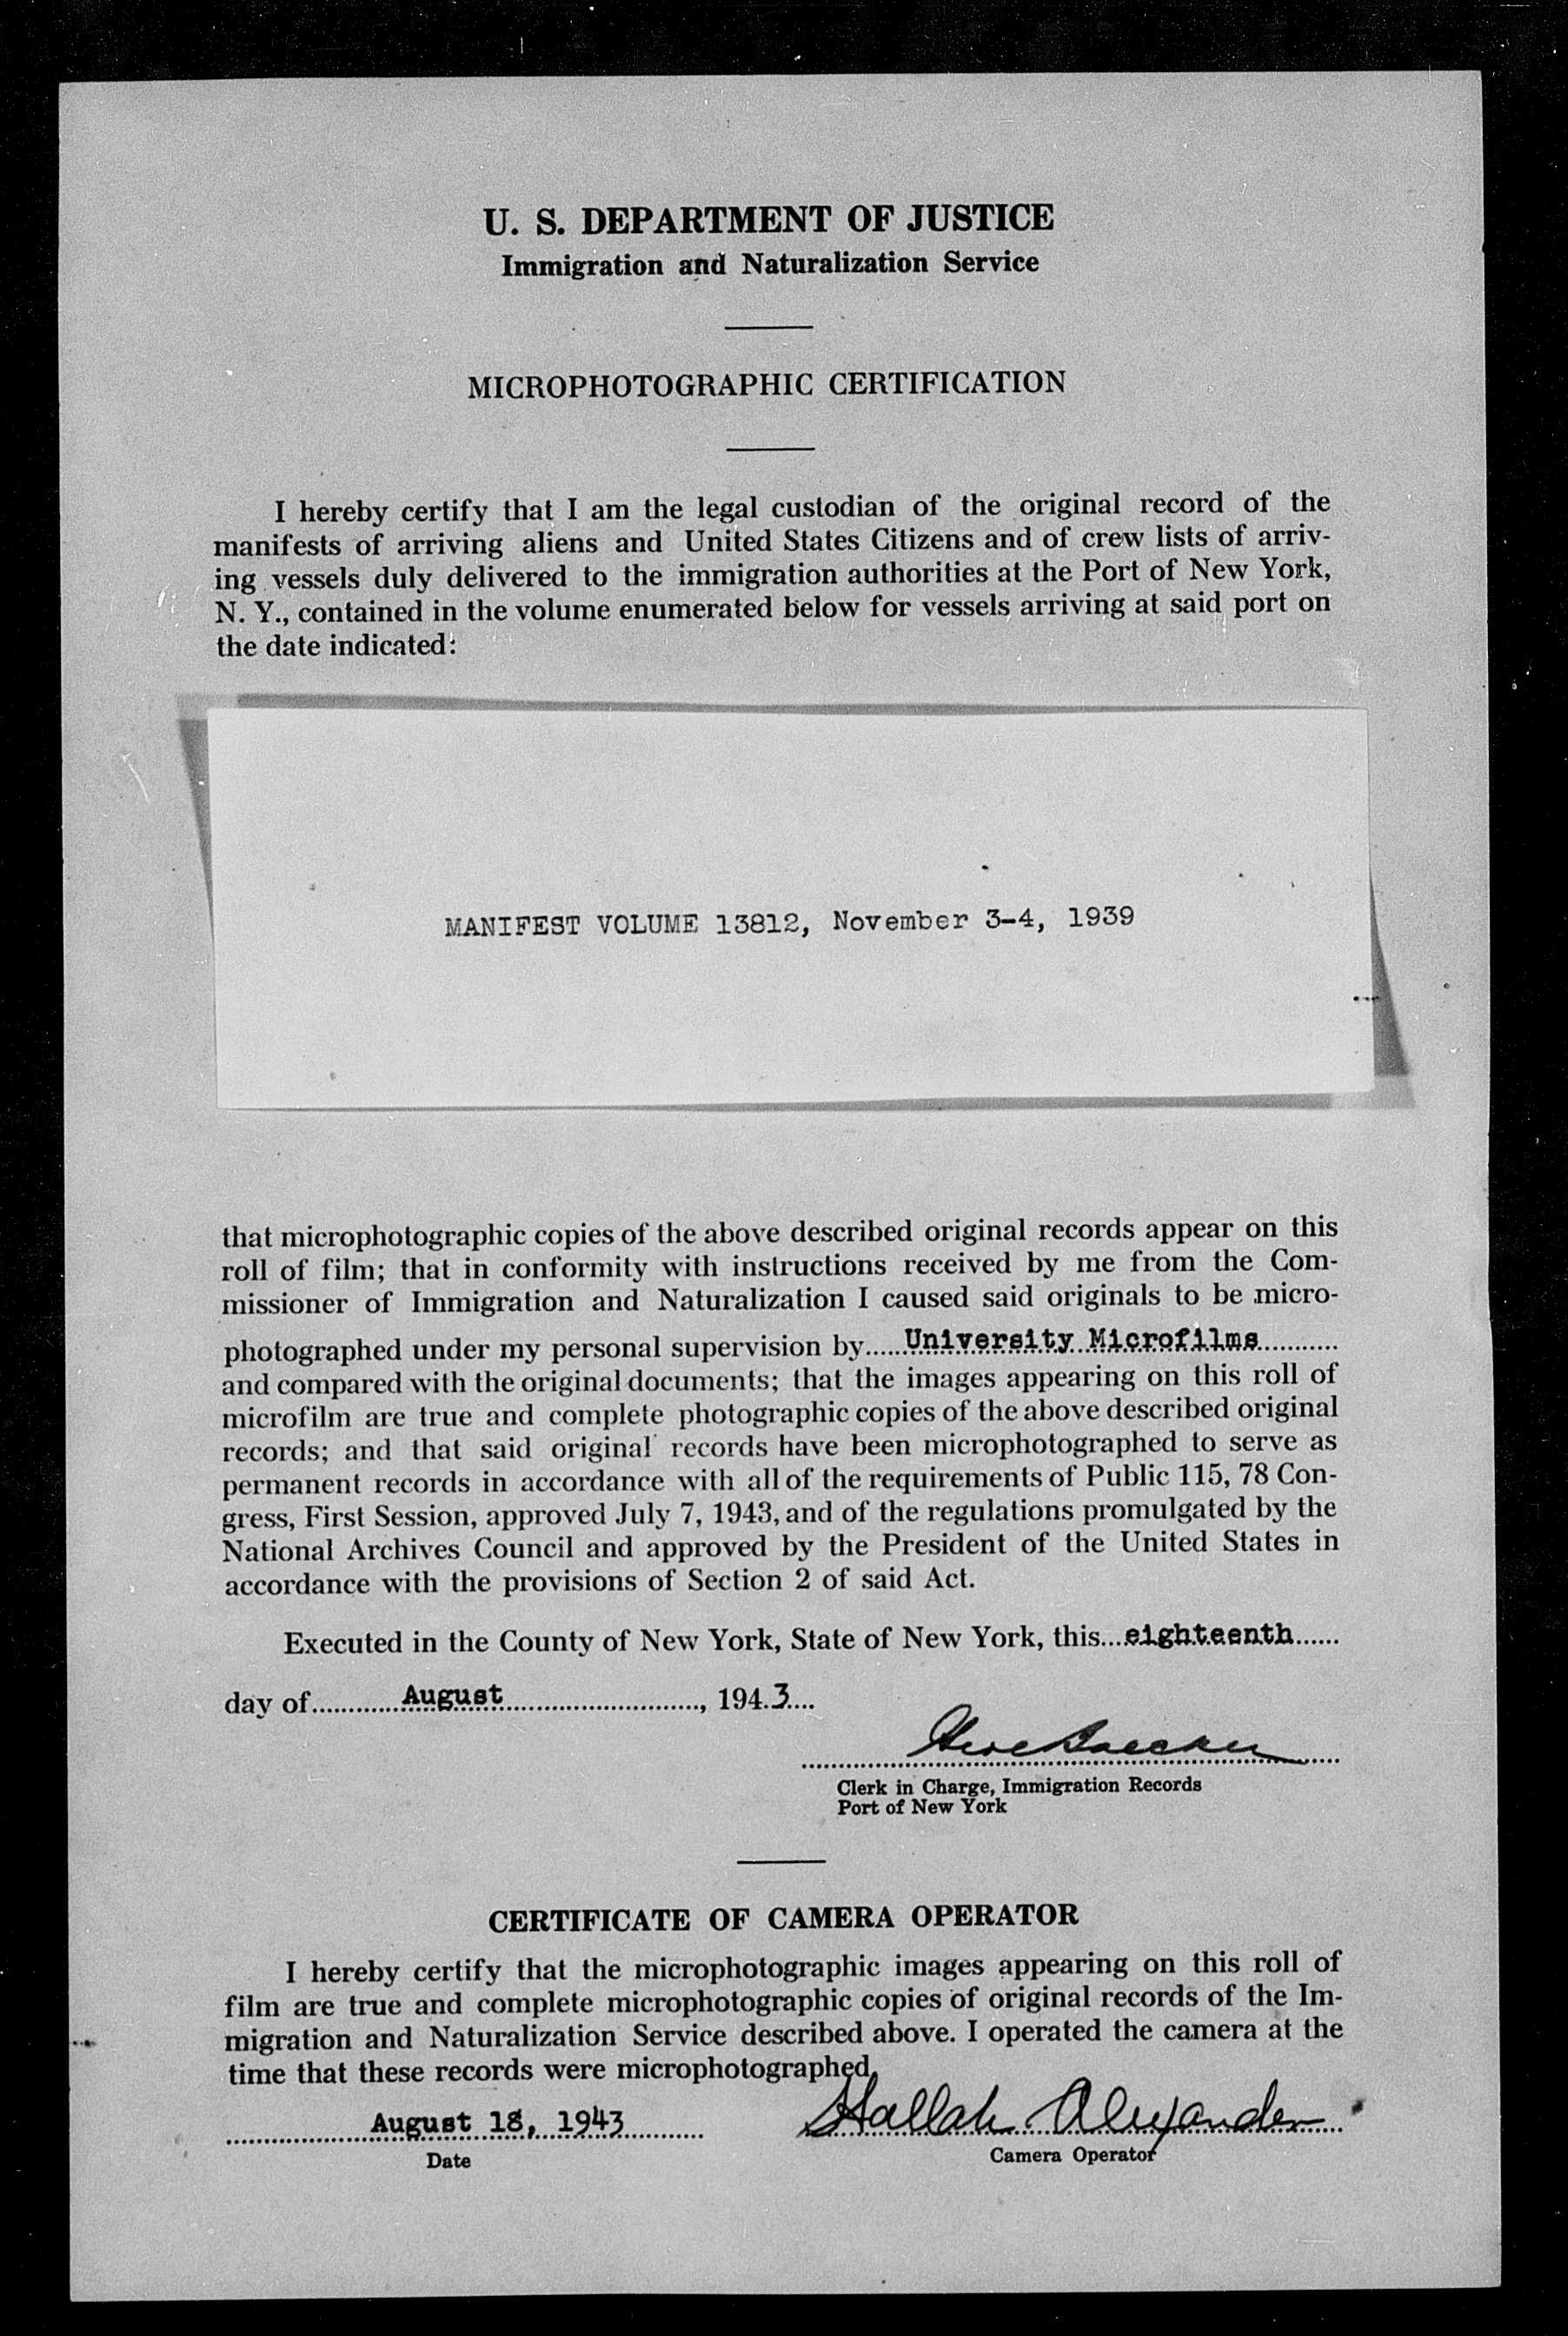 U. S. DEPARTMENT OF JUSTICE
Immigration and Naturalization Service
MICROPHOTOGRAPHIC CERTIFICATION
I hereby certify that I am the legal custodian of the original record of the
manifests of arriving aliens and United States Citizens and of crew lists of arriv-
ing vessels duly delivered to the immigration authorities at the Port of New York,
N. Y., contained in the volume enumerated below for vessels arriving at said port on
the date indicated:
MANIFEST VOLUME 13812, November 3-4, 1939
that microphotographic copies of the above described original records appear on this
roll of film; that in conformity with instructions received by me from the Com-
missioner of Immigration and Naturalization I caused said originals to be micro-
photographed under my personal supervision by.....University Microfilms...........
and compared with the original documents; that the images appearing on this roll of
microfilm are true and complete photographic copies of the above described original
records; and that said original records have been microphotographed to serve as
permanent records in accordance with all of the requirements of Public 115, 78 Con-
gress, First Session, approved July 7, 1943, and of the regulations promulgated by the
National Archives Council and approved by the President of the United States in
accordance with the provisions of Section 2 of said Act.
Executed in the County of New York, State of New York, this...eighteenth......
day of............August............................, 194.3....
Clerk in Charge, Immigration Records
Port of New York
CERTIFICATE OF CAMERA OPERATOR
I hereby certify that the microphotographic images appearing on this roll of
film are true and complete microphotographic copies of original records of the Im-
migration and Naturalization Service described above. I operated the camera at the
time that these records were microphotographed.
August 18, 1943 Hallah Alexander
Date Camera Operator